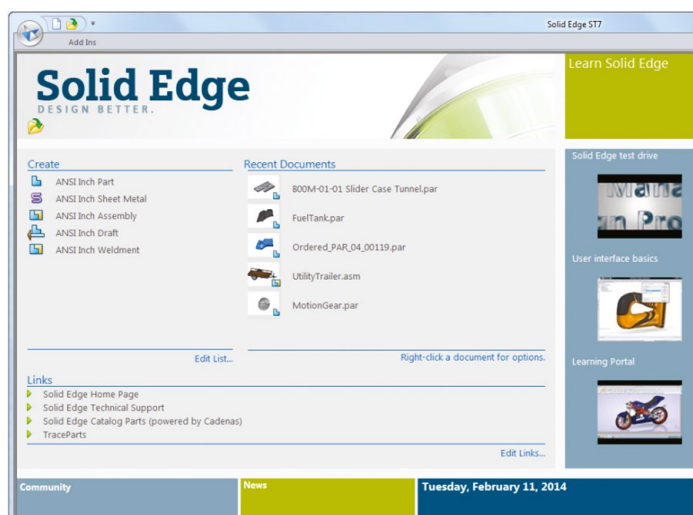 Solid Edge ST7
Add Ins
Solid Edge
DESIGN BETTER.
Learn Solid Edge
Create
ANSI Inch Part
ANSI Inch Sheet Metal
ANSI Inch Assembly
ANSI Inch Draft
ANSI Inch Weldment
Edit List...
Recent Documents
800M-01-01 Slider Case Tunnel.par
FuelTank.par
Ordered_PAR_04_00119.par
UtilityTrailer.asm
MotionGear.par
Right-click a document for options.
Solid Edge test drive
User interface basics
Learning Portal
Links
Solid Edge Home Page
Solid Edge Technical Support
Solid Edge Catalog Parts (powered by Cadenas)
TraceParts
Edit Links...
Community
News
Tuesday, February 11, 2014